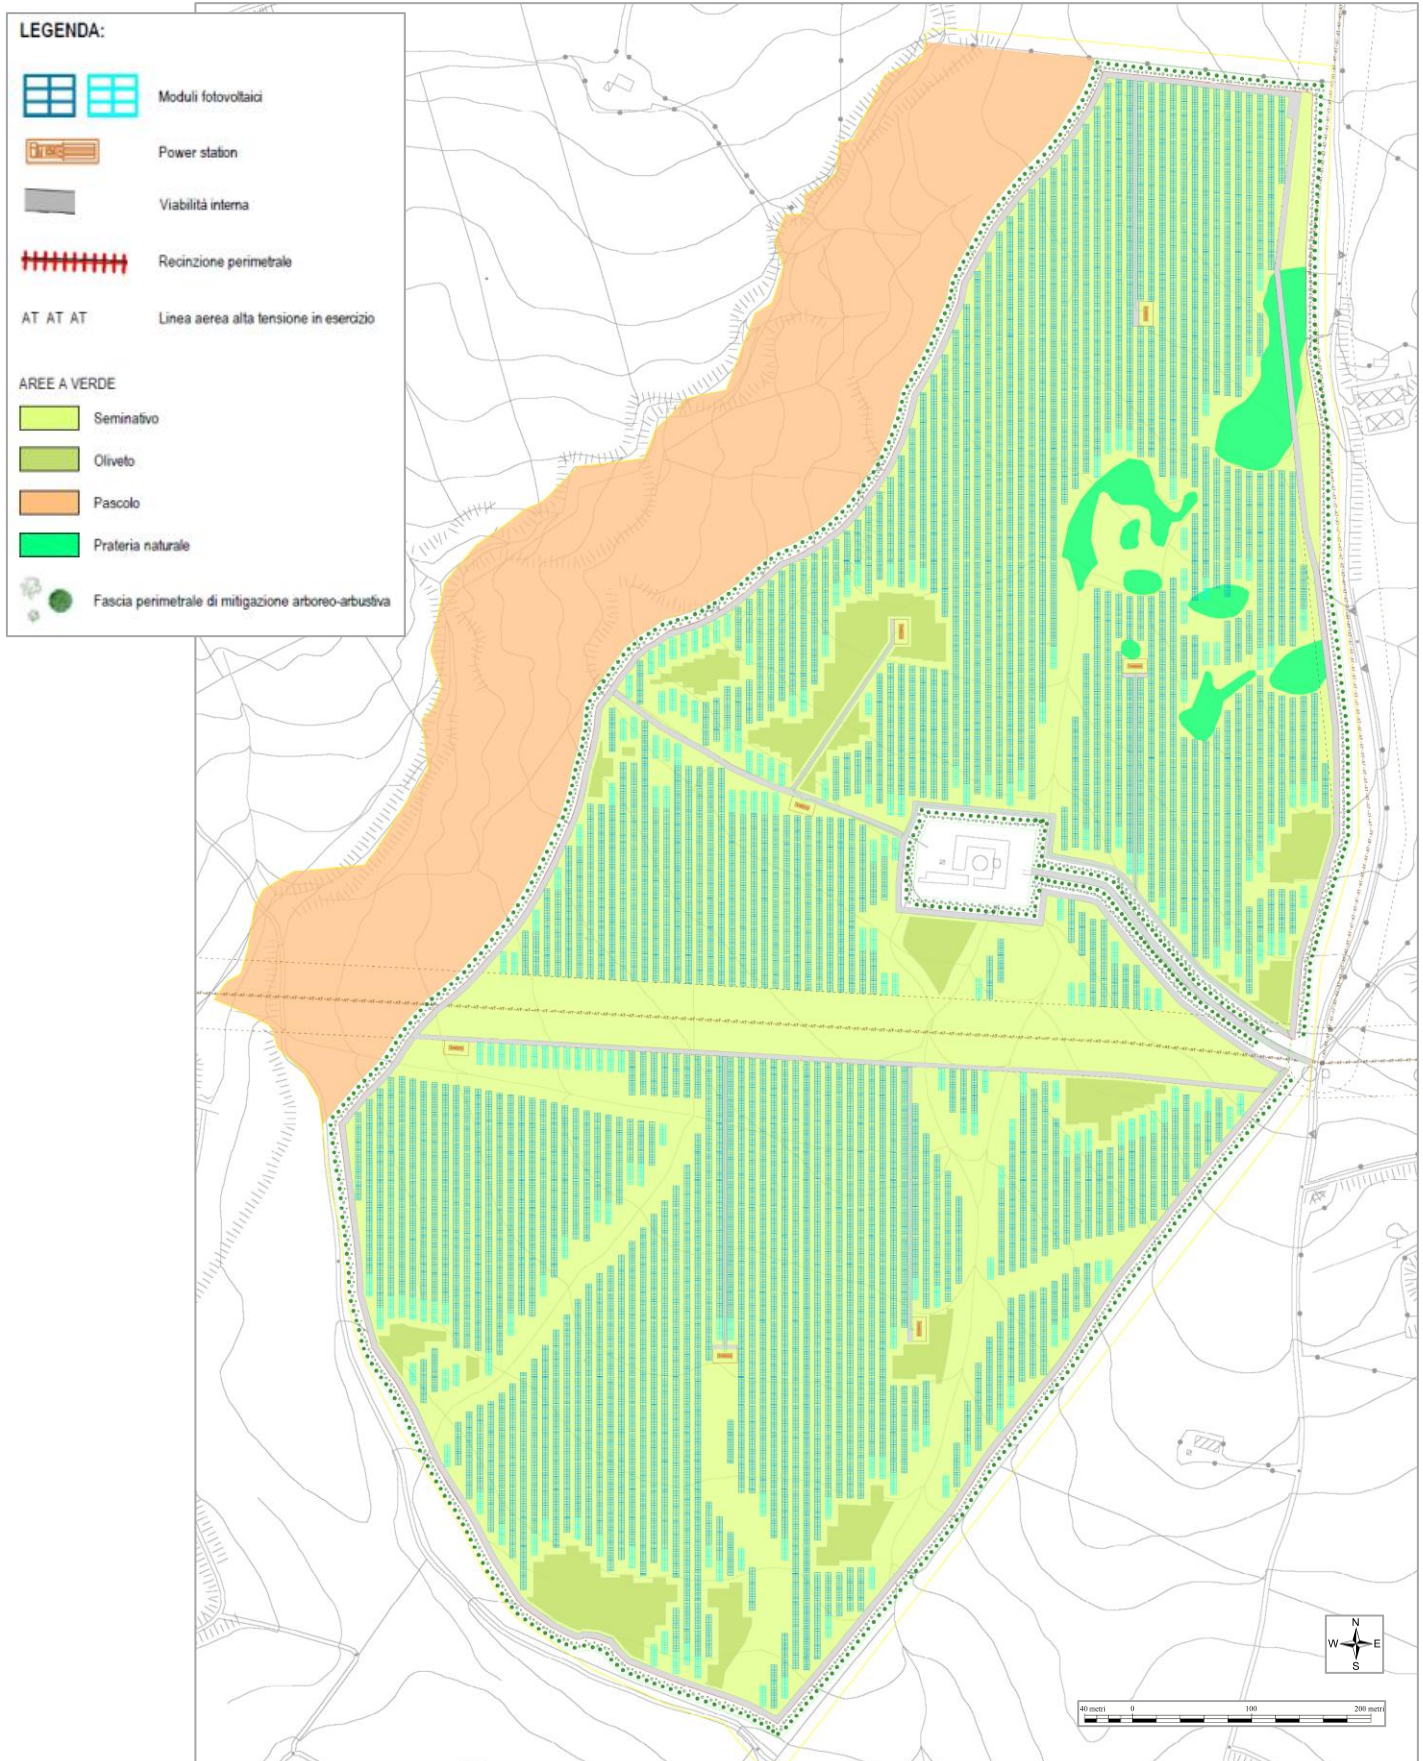 LEGENDA:
Moduli fotovoltaici
Power station
Viabilità interna
Recinzione perimetrale
AT AT AT
Linea aerea alta tensione in esercizio
AREE A VERDE
Seminativo
Oliveto
Pascolo
Prateria naturale
Fascia perimetrale di mitigazione arboreo-arbustiva
N
W E
S
40 metri 0 100 200 metri